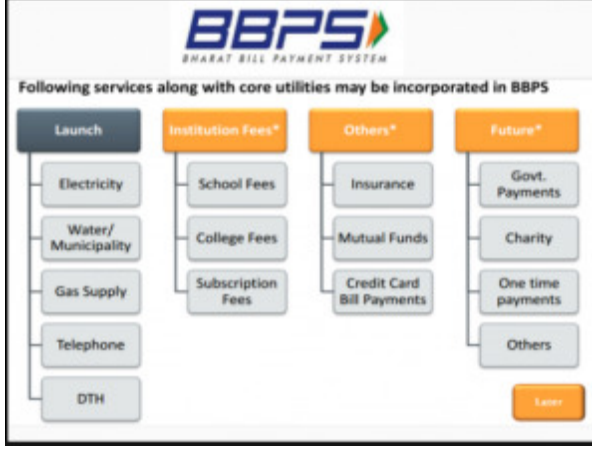 BBPS
BHARAT BILL PAYMENT SYSTEM
Following services along with core utilities may be incorporated in BBPS
Launch
Electricity
Water/
Municipality
Gas Supply
Telephone
DTH
Institution Fees*
School Fees
College Fees
Subscription
Fees
Others*
Insurance
Mutual Funds
Credit Card
Bill Payments
Future*
Govt.
Payments
Charity
One time
payments
Others
Later